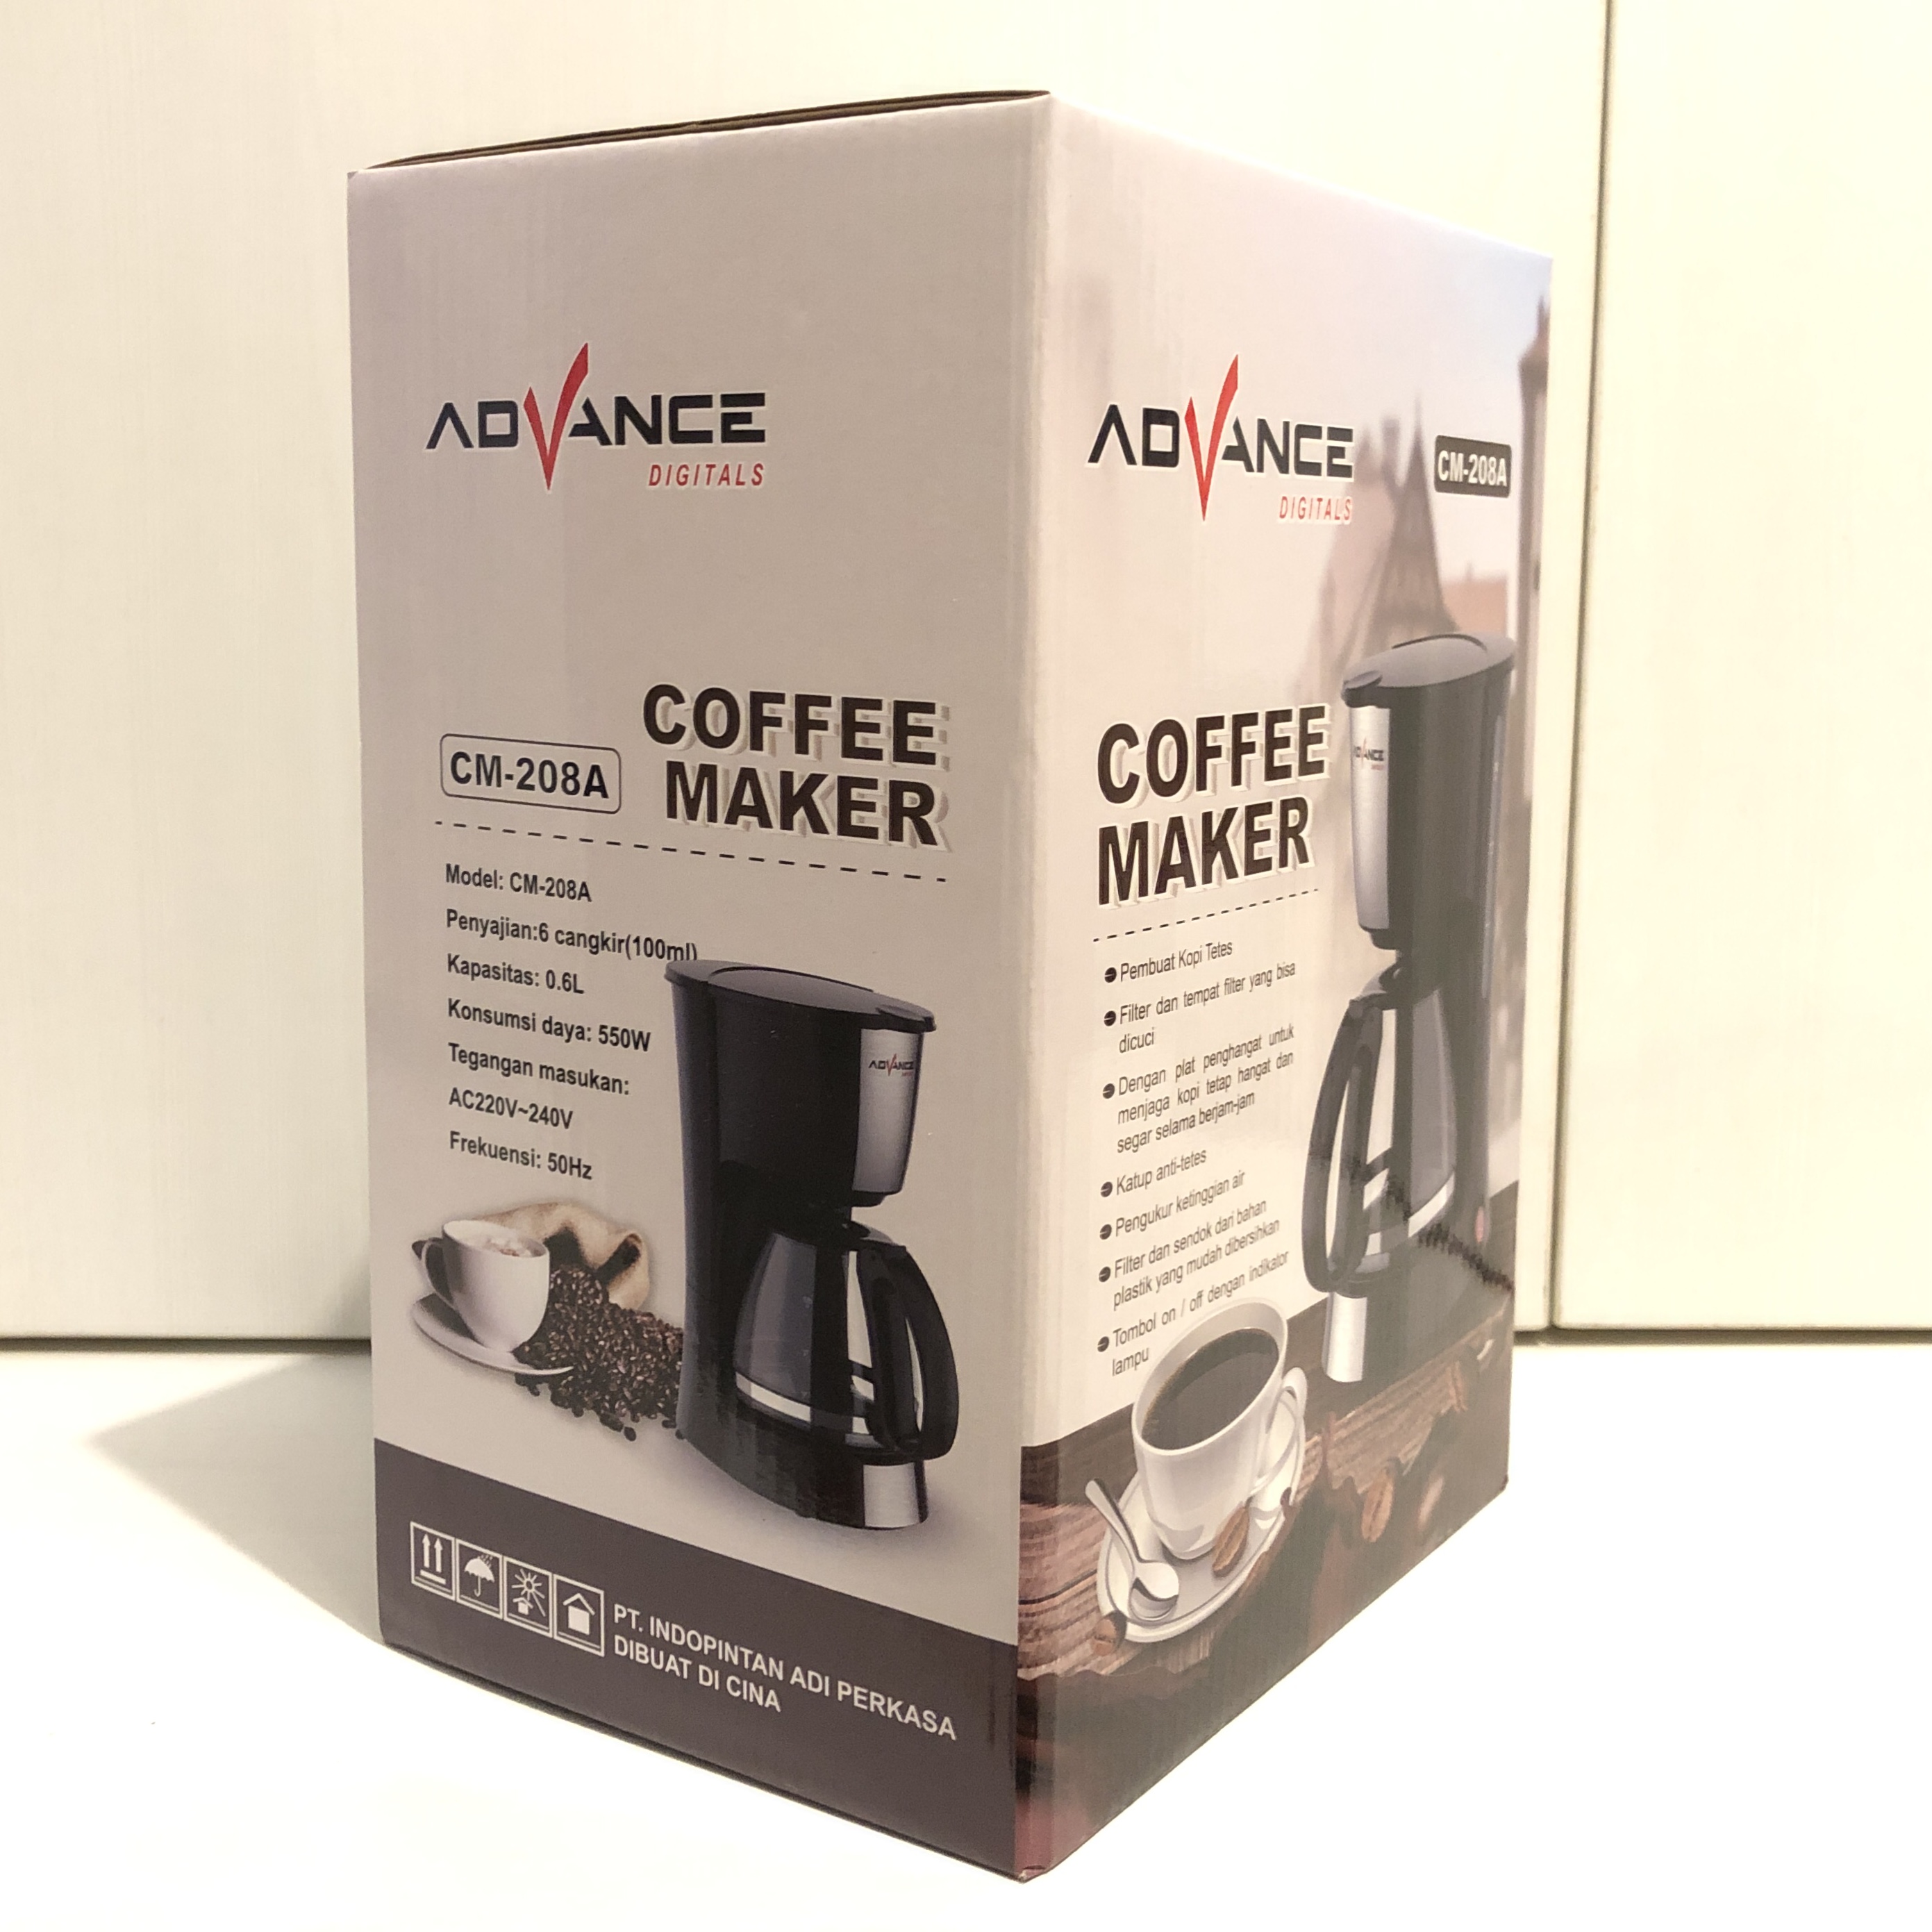 ADVANCE
DIGITALS
COFFEE
MAKER
CM-208A
Model: CM-208A
Penyajian:6 cangkir(100ml)
Kapasitas: 0.6L
Konsumsi daya: 550W
Tegangan masukan:
AC220V~240V
Frekuensi: 50Hz
ADVANCE
PT. INDOPINTAN ADI PERKASA
DIBUAT DI CINA
ADVANCE
DIGITALS
CM-208A
COFFEE
MAKER
ADVANCE
Pembuat Kopi Tetes
Filter dan tempat filter yang bisa
dicuci
Dengan plat penghangat untuk
menjaga kopi tetap hangat dan
segar selama berjam-jam
Katup anti-tetes
Pengukur ketinggian air
Filter dan sendok dari bahan
plastik yang mudah dibersihkan
Tombol on / off dengan indikator
lampu